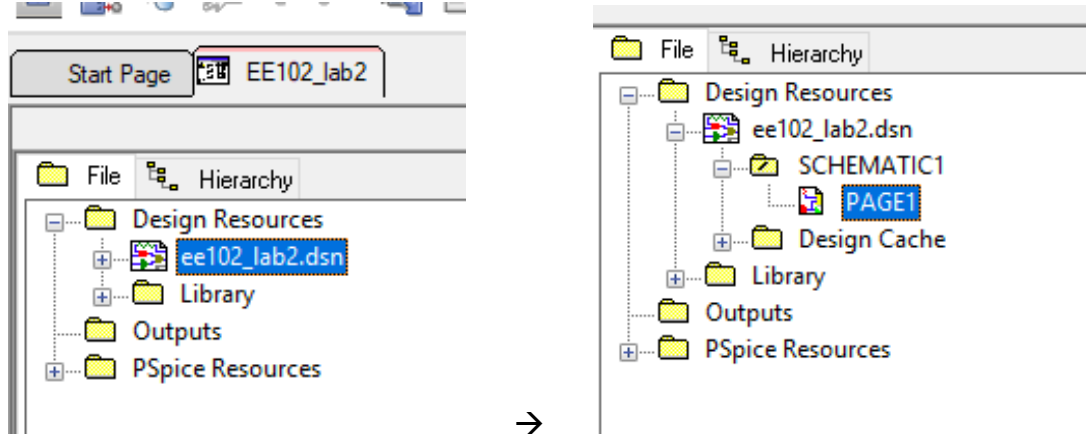 Start Page EE102_lab2
File Hierarchy
Design Resources
ee102_lab2.dsn
Library
Outputs
PSpice Resources
→
File Hierarchy
Design Resources
ee102_lab2.dsn
SCHEMATIC1
PAGE1
Design Cache
Library
Outputs
PSpice Resources